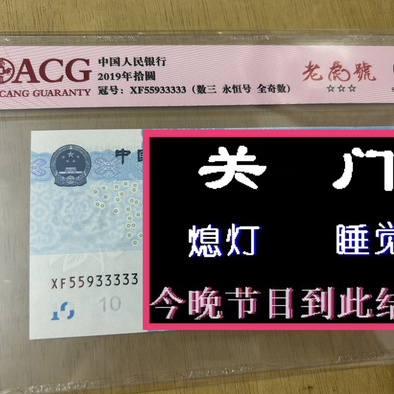 ACG
CANG GUARANTY
中国人民银行
2019年拾圓
冠号：XF55933333（数三 永恒号 全奇数）
老虎號
☆☆☆
中国
XF55933333
10
10
关 门
熄灯 睡觉
今晚节目到此结